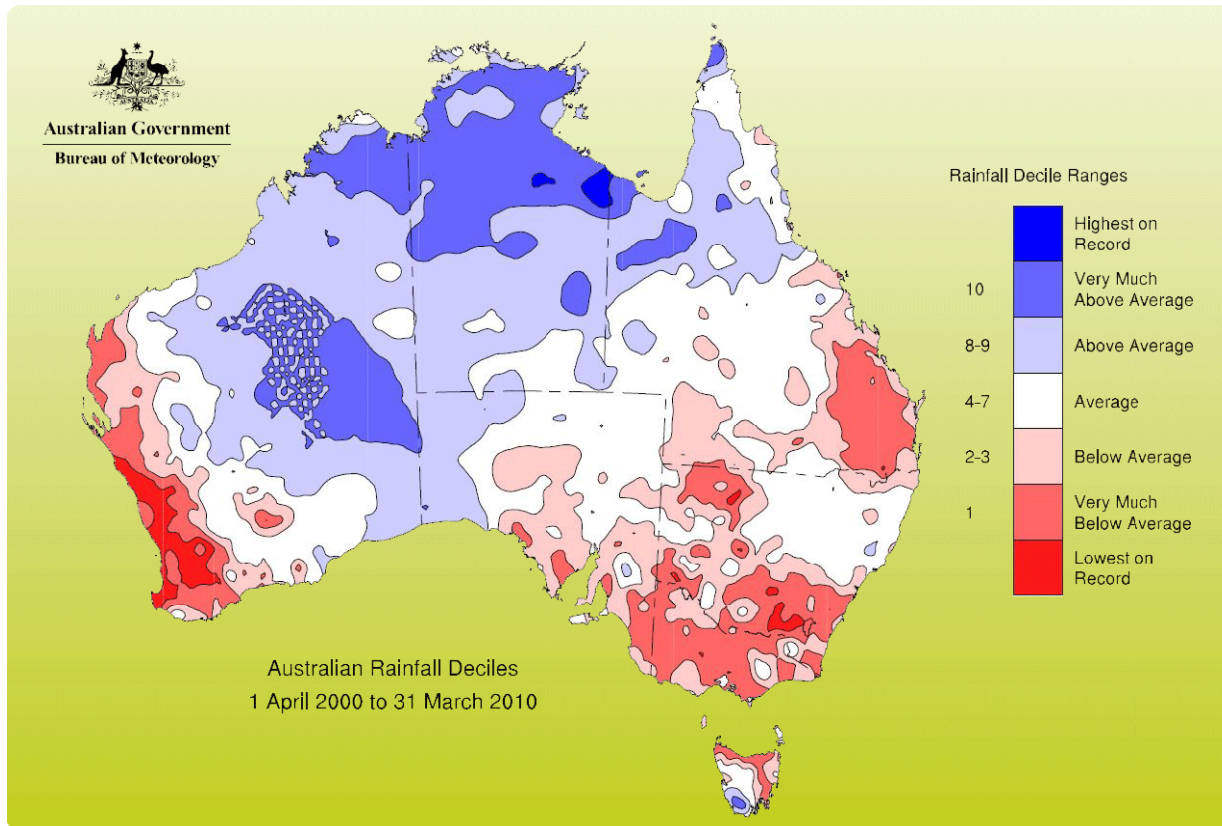 Australian Government
Bureau of Meteorology
Rainfall Decile Ranges
Highest on
Record
10
Very Much
Above Average
8-9
Above Average
4-7
Average
2-3
Below Average
1
Very Much
Below Average
Lowest on
Record
Australian Rainfall Deciles
1 April 2000 to 31 March 2010